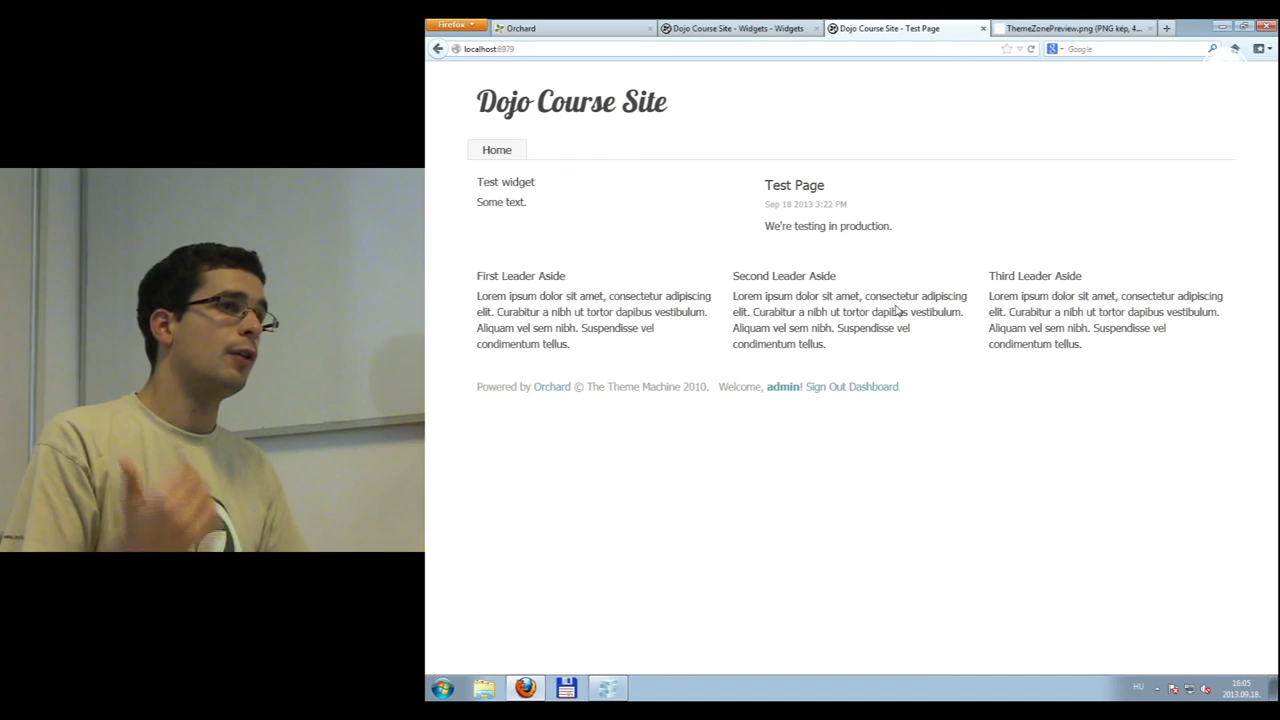 Firefox
Orchard
Dojo Course Site - Widgets - Widgets
Dojo Course Site - Test Page
ThemeZonePreview.png (PNG kép, 4...
localhost:8979
Google
Dojo Course Site
Home
Test widget
Some text.
Test Page
Sep 18 2013 3:22 PM
We're testing in production.
First Leader Aside
Lorem ipsum dolor sit amet, consectetur adipiscing
elit. Curabitur a nibh ut tortor dapibus vestibulum.
Aliquam vel sem nibh. Suspendisse vel
condimentum tellus.
Second Leader Aside
Lorem ipsum dolor sit amet, consectetur adipiscing
elit. Curabitur a nibh ut tortor dapibus vestibulum.
Aliquam vel sem nibh. Suspendisse vel
condimentum tellus.
Third Leader Aside
Lorem ipsum dolor sit amet, consectetur adipiscing
elit. Curabitur a nibh ut tortor dapibus vestibulum.
Aliquam vel sem nibh. Suspendisse vel
condimentum tellus.
Powered by Orchard © The Theme Machine 2010. Welcome, admin! Sign Out Dashboard
HU
16:05
2013.09.18.